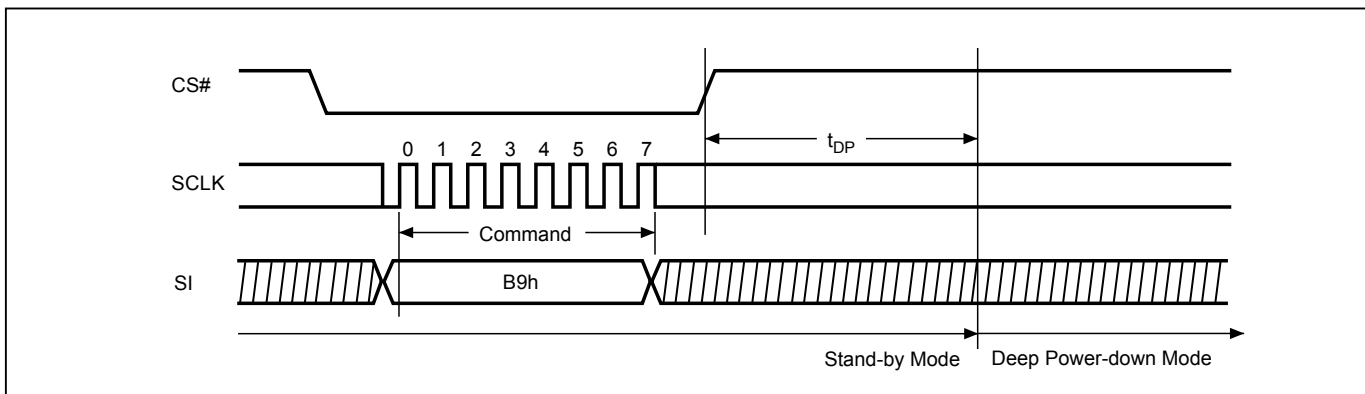 CS#
t_DP
0 1 2 3 4 5 6 7
SCLK
Command
SI
B9h
Stand-by Mode
Deep Power-down Mode